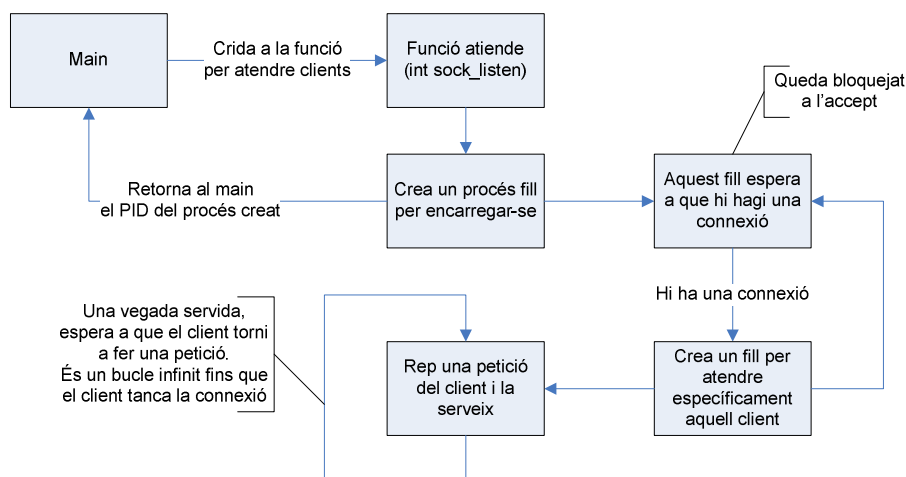 Main
Crida a la funció
per atendre clients
Funció atiende
(int sock_listen)
Queda bloquejat
a l’accept
Retorna al main
el PID del procés creat
Crea un procés fill
per encarregar-se
Aquest fill espera
a que hi hagi una
connexió
Hi ha una connexió
Una vegada servida,
espera a que el client torni
a fer una petició.
És un bucle infinit fins que
el client tanca la connexió
Rep una petició
del client i la
serveix
Crea un fill per
atendre
específicament
aquell client